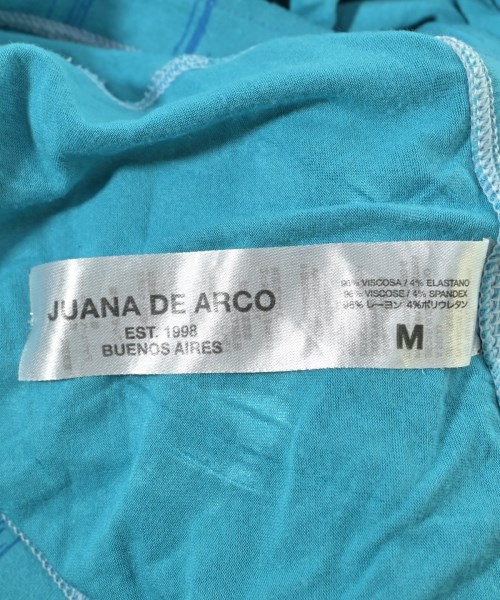 JUANA DE ARCO
EST. 1998
BUENOS AIRES
96% VISCOSA / 4% ELASTANO
96% VISCOSE / 4% SPANDEX
96% レーヨン 4%ポリウレタン
M